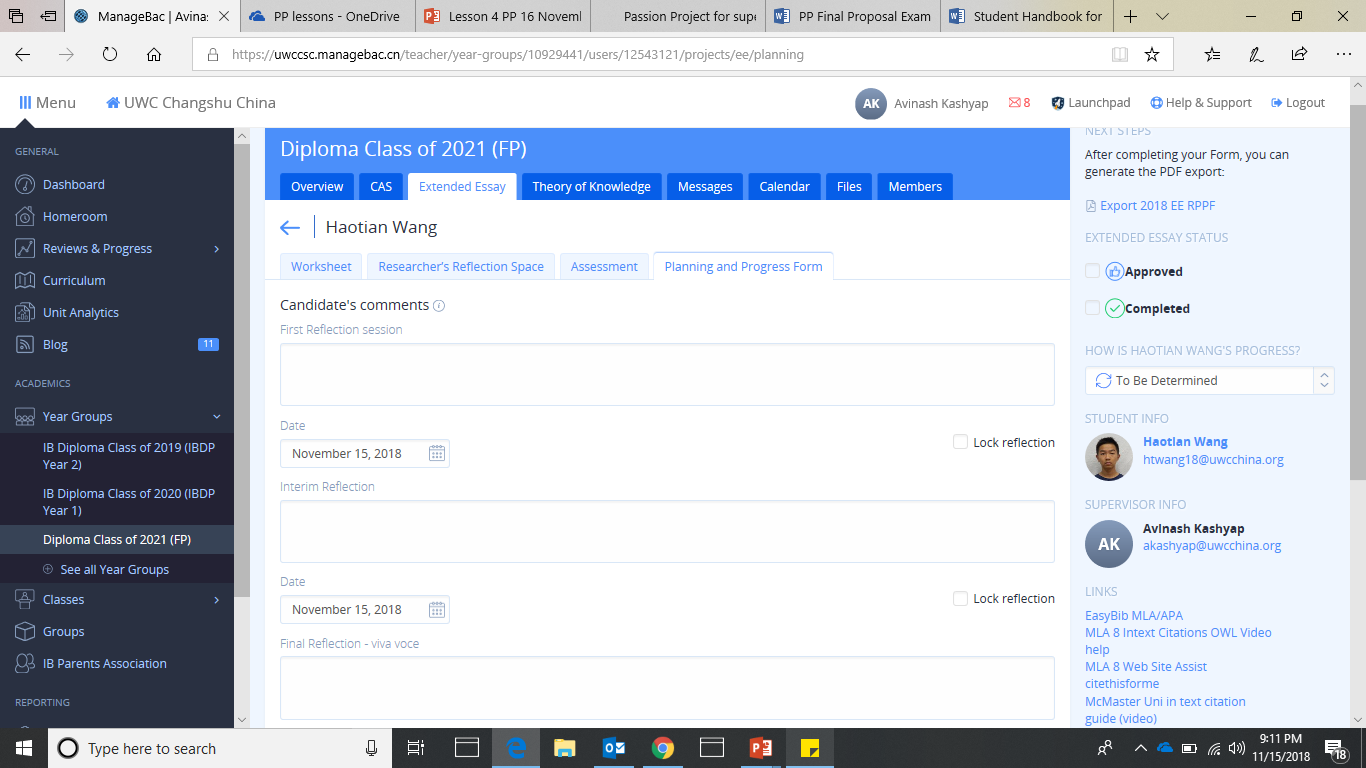 ManageBac | Avinas
PP lessons - OneDrive
Lesson 4 PP 16 Novemb
Passion Project for supe
PP Final Proposal Exam
Student Handbook for
https://uwccsc.managebac.cn/teacher/year-groups/10929441/users/12543121/projects/ee/planning
Menu
UWC Changshu China
AK
Avinash Kashyap
8
Launchpad
Help & Support
Logout
GENERAL
Dashboard
Homeroom
Reviews & Progress
Curriculum
Unit Analytics
Blog
11
ACADEMICS
Year Groups
IB Diploma Class of 2019 (IBDP
Year 2)
IB Diploma Class of 2020 (IBDP
Year 1)
Diploma Class of 2021 (FP)
See all Year Groups
Classes
Groups
IB Parents Association
REPORTING
Diploma Class of 2021 (FP)
Overview
CAS
Extended Essay
Theory of Knowledge
Messages
Calendar
Files
Members
Haotian Wang
Worksheet
Researcher's Reflection Space
Assessment
Planning and Progress Form
Candidate's comments
First Reflection session
Date
November 15, 2018
Lock reflection
Interim Reflection
Date
November 15, 2018
Lock reflection
Final Reflection - viva voce
NEXT STEPS
After completing your Form, you can
generate the PDF export:
Export 2018 EE RPPF
EXTENDED ESSAY STATUS
Approved
Completed
HOW IS HAOTIAN WANG'S PROGRESS?
To Be Determined
STUDENT INFO
Haotian Wang
htwang18@uwcchina.org
SUPERVISOR INFO
AK
Avinash Kashyap
akashyap@uwcchina.org
LINKS
EasyBib MLA/APA
MLA 8 Intext Citations OWL Video
help
MLA 8 Web Site Assist
citethisforme
McMaster Uni in text citation
guide (video)
Type here to search
9:11 PM
11/15/2018
18